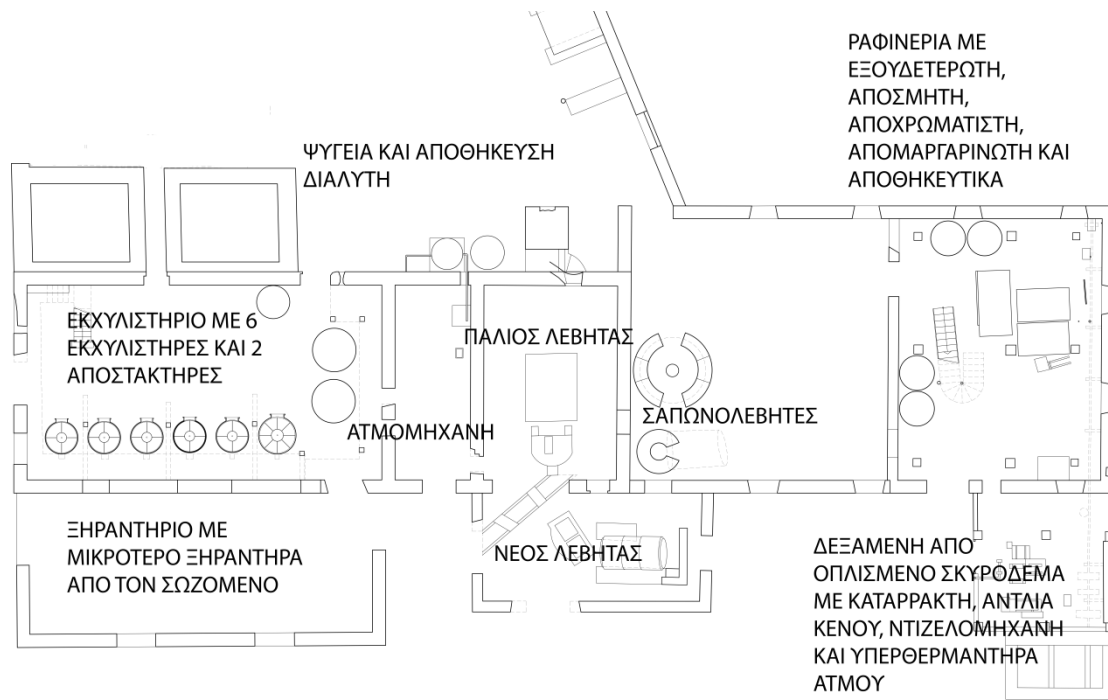 ΡΑΦΙΝΕΡΙΑ ΜΕ
ΕΞΟΥΔΕΤΕΡΩΤΗ,
ΑΠΟΣΜΗΤΗ,
ΑΠΟΧΡΩΜΑΤΙΣΤΗ,
ΑΠΟΜΑΡΓΑΡΙΝΩΤΗ ΚΑΙ
ΑΠΟΘΗΚΕΥΤΙΚΑ
ΨΥΓΕΙΑ ΚΑΙ ΑΠΟΘΗΚΕΥΣΗ
ΔΙΑΛΥΤΗ
ΕΚΧΥΛΙΣΤΗΡΙΟ ΜΕ 6
ΕΚΧΥΛΙΣΤΗΡΕΣ ΚΑΙ 2
ΑΠΟΣΤΑΚΤΗΡΕΣ
ΠΑΛΙΟΣ ΛΕΒΗΤΑΣ
ΑΤΜΟΜΗΧΑΝΗ
ΣΑΠΩΝΟΛΕΒΗΤΕΣ
ΞΗΡΑΝΤΗΡΙΟ ΜΕ
ΜΙΚΡΟΤΕΡΟ ΞΗΡΑΝΤΗΡΑ
ΑΠΟ ΤΟΝ ΣΩΖΟΜΕΝΟ
ΝΕΟΣ ΛΕΒΗΤΑΣ
ΔΕΞΑΜΕΝΗ ΑΠΟ
ΟΠΛΙΣΜΕΝΟ ΣΚΥΡΟΔΕΜΑ
ΜΕ ΚΑΤΑΡΡΑΚΤΗ, ΑΝΤΛΙΑ
ΚΕΝΟΥ, ΝΤΙΖΕΛΟΜΗΧΑΝΗ
ΚΑΙ ΥΠΕΡΘΕΡΜΑΝΤΗΡΑ
ΑΤΜΟΥ